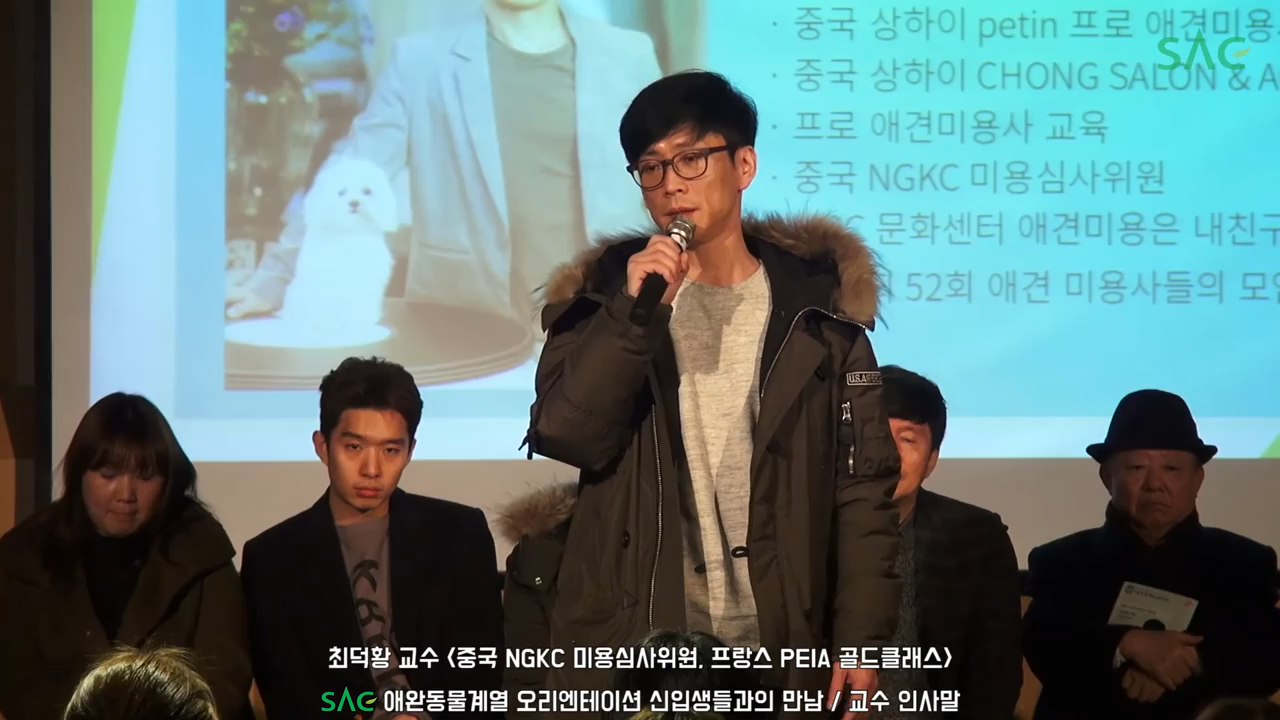 · 중국 상하이 petin 프로 애견미용
SAC
· 중국 상하이 CHONG SALON & A
· 프로 애견미용사 교육
· 중국 NGKC 미용심사위원
문화센터 애견미용은 내친구
52회 애견 미용사들의 모임
U.S.A
최덕황 교수 <중국 NGKC 미용심사위원, 프랑스 PEIA 골드클래스>
SAC 애완동물계열 오리엔테이션 신입생들과의 만남 / 교수 인사말